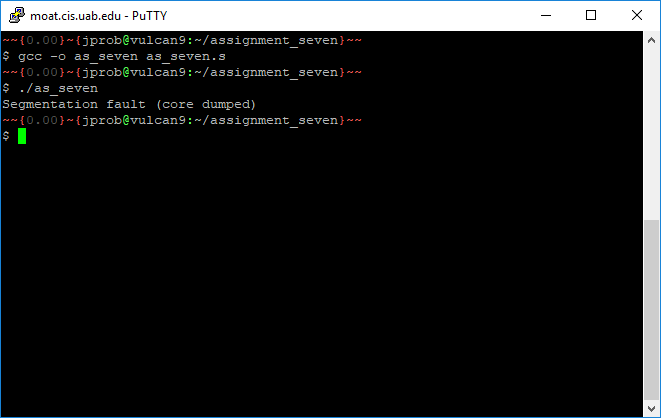 moat.cis.uab.edu - PuTTY
~~{0.00}~{jprob@vulcan9:~/assignment_seven}~~
$ gcc -o as_seven as_seven.s
~~{0.00}~{jprob@vulcan9:~/assignment_seven}~~
$ ./as_seven
Segmentation fault (core dumped)
~~{0.00}~{jprob@vulcan9:~/assignment_seven}~~
$